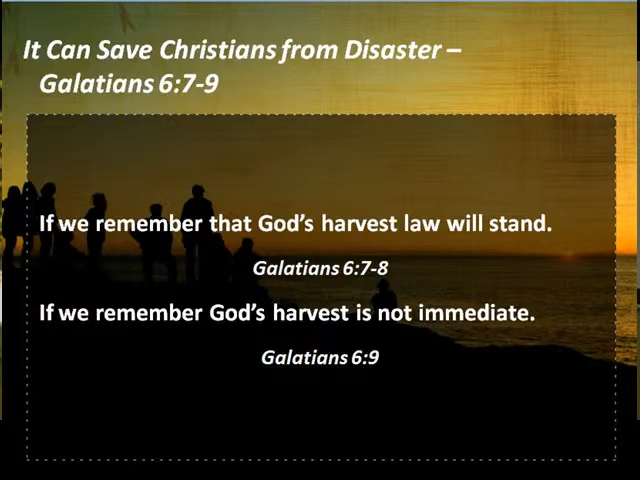 It Can Save Christians from Disaster –
Galatians 6:7-9
If we remember that God's harvest law will stand.
Galatians 6:7-8
If we remember God's harvest is not immediate.
Galatians 6:9